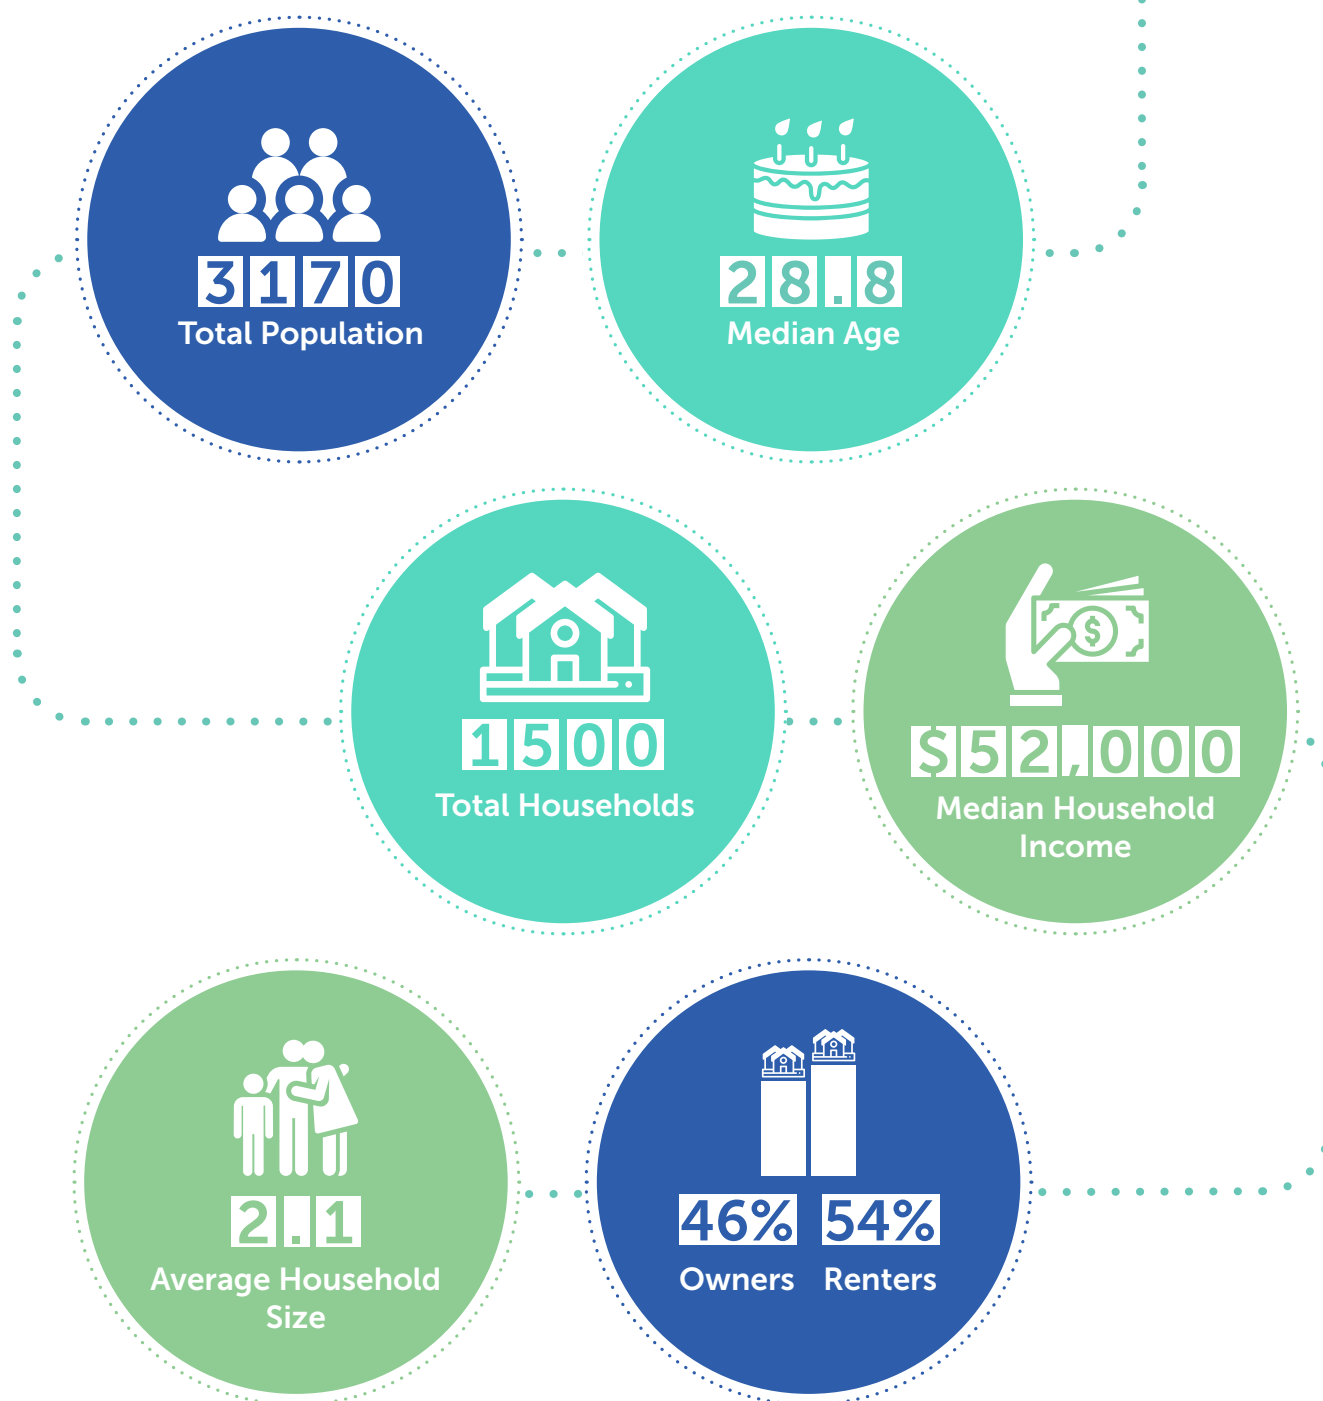 3170
Total Population
28.8
Median Age
1500
Total Households
$52,000
Median Household
Income
2.1
Average Household
Size
46% 54%
Owners Renters